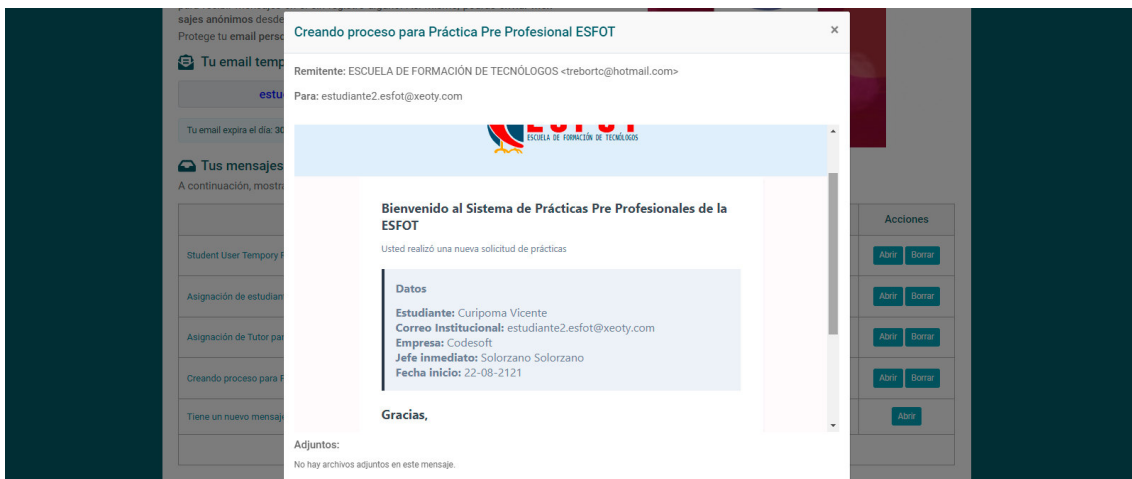 sajes anónimos desde
Protege tu email perso
Tu email temp
estu
Tu email expira el día: 30
Tus mensajes
A continuación, mostra
Acciones
Student User Tempory
Abrir Borrar
Asignación de estudian
Abrir Borrar
Asignación de Tutor par
Abrir Borrar
Creando proceso para
Abrir Borrar
Tiene un nuevo mensaj
Abrir
Creando proceso para Práctica Pre Profesional ESFOT
×
Remitente: ESCUELA DE FORMACIÓN DE TECNÓLOGOS <trebortc@hotmail.com>
Para: estudiante2.esfot@xeoty.com
ESFOT
ESCUELA DE FORMACIÓN DE TECNÓLOGOS
Bienvenido al Sistema de Prácticas Pre Profesionales de la
ESFOT
Usted realizó una nueva solicitud de prácticas
Datos
Estudiante: Curipoma Vicente
Correo Institucional: estudiante2.esfot@xeoty.com
Empresa: Codesoft
Jefe inmediato: Solorzano Solorzano
Fecha inicio: 22-08-2121
Gracias,
Adjuntos:
No hay archivos adjuntos en este mensaje.